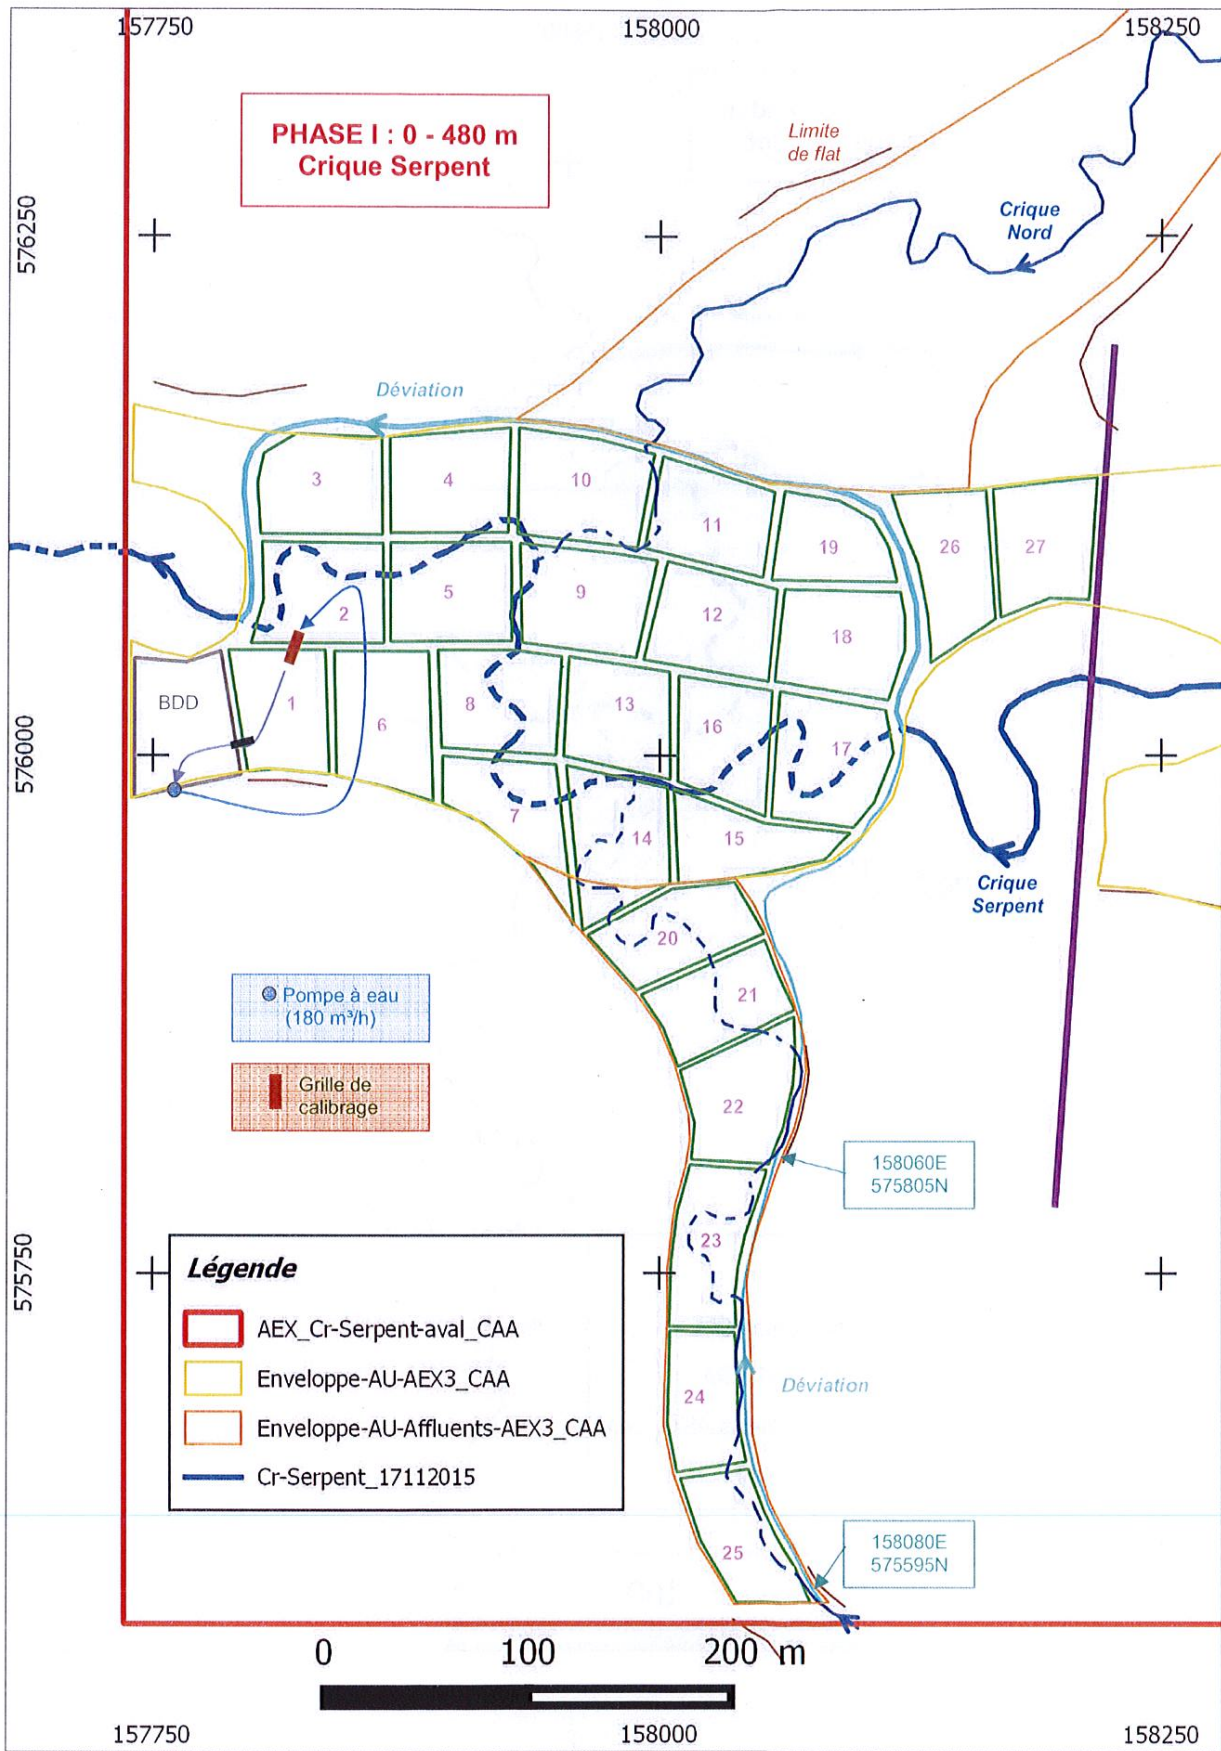 157750
158000
158250
PHASE I : 0 - 480 m
Crique Serpent
Limite
de flat
576250
Crique
Nord
Déviation
3
4
10
11
19
26
27
2
5
9
12
18
BDD
1
6
8
13
16
17
576000
7
14
15
Crique
Serpent
20
21
Pompe à eau
(180 m³/h)
Grille de
calibrage
22
158060E
575805N
23
575750
Légende
AEX_Cr-Serpent-aval_CAA
Enveloppe-AU-AEX3_CAA
Enveloppe-AU-Affluents-AEX3_CAA
Cr-Serpent_17112015
24
Déviation
25
158080E
575595N
0
100
200 m
157750
158000
158250